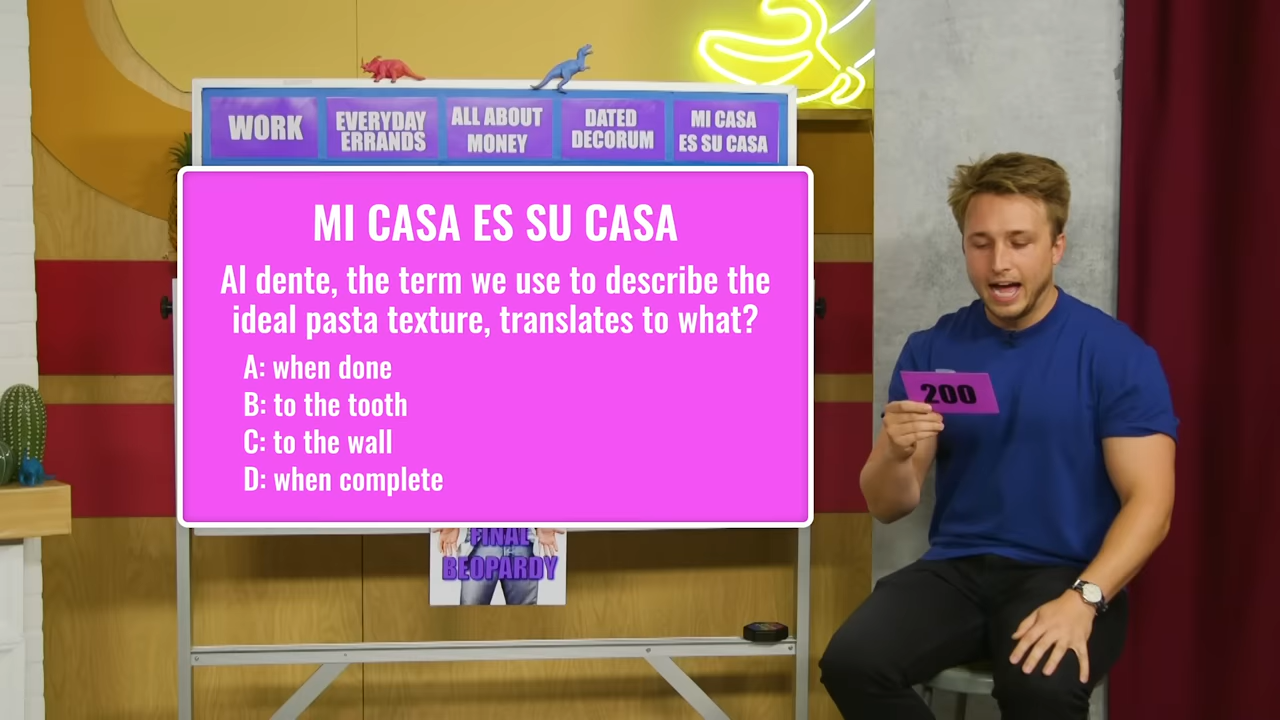 WORK
EVERYDAY
ERRANDS
ALL ABOUT
MONEY
DATED
DECORUM
MI CASA
ES SU CASA
MI CASA ES SU CASA
Al dente, the term we use to describe the
ideal pasta texture, translates to what?
A: when done
B: to the tooth
C: to the wall
D: when complete
200
FINAL
BEOPARDY